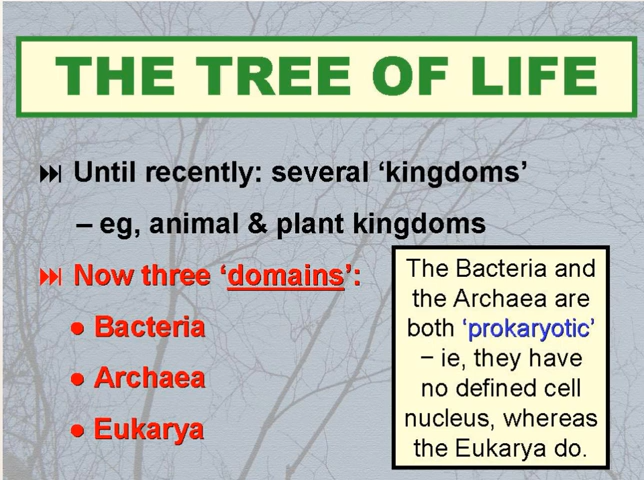 THE TREE OF LIFE
Until recently: several ‘kingdoms’
– eg, animal & plant kingdoms
Now three ‘domains’:
● Bacteria
● Archaea
● Eukarya
The Bacteria and
the Archaea are
both ‘prokaryotic’
– ie, they have
no defined cell
nucleus, whereas
the Eukarya do.